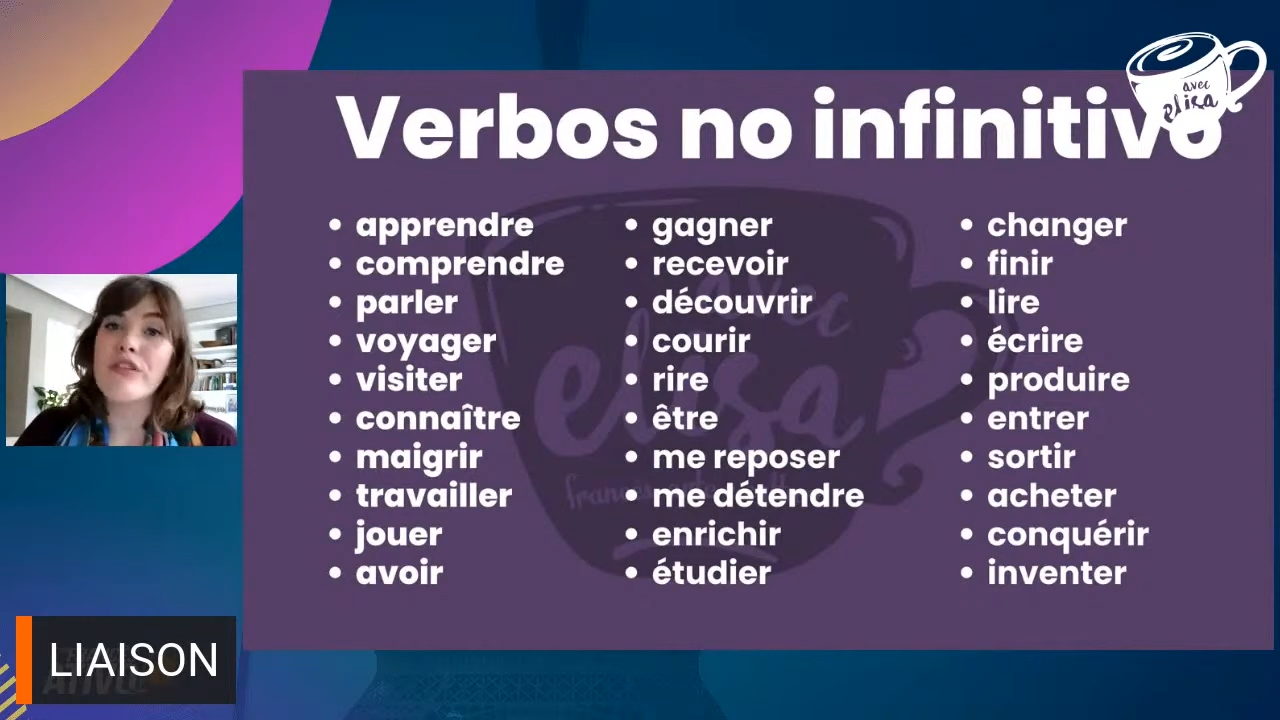 avec
elisa
Verbos no infinitivo
• apprendre
• comprendre
• parler
• voyager
• visiter
• connaître
• maigrir
• travailler
• jouer
• avoir
• gagner
• recevoir
• découvrir
• courir
• rire
• être
• me reposer
• me détendre
• enrichir
• étudier
• changer
• finir
• lire
• écrire
• produire
• entrer
• sortir
• acheter
• conquérir
• inventer
avec
elisa
LIAISON